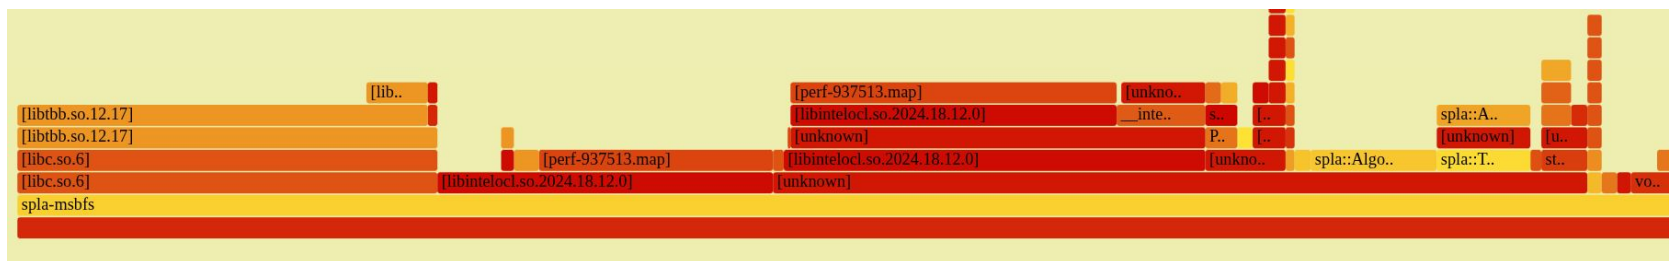 [lib..
[perf-937513.map]
[unkno..
[libtbb.so.12.17]
[libintelocl.so.2024.18.12.0]
__inte..
s..
[..
spla::A..
[libtbb.so.12.17]
[unknown]
P..
[..
[unknown]
[u..
[libc.so.6]
[perf-937513.map]
[libintelocl.so.2024.18.12.0]
[unkno..
spla::Algo..
spla::T..
st..
[libc.so.6]
[libintelocl.so.2024.18.12.0]
[unknown]
vo..
spla-msbfs